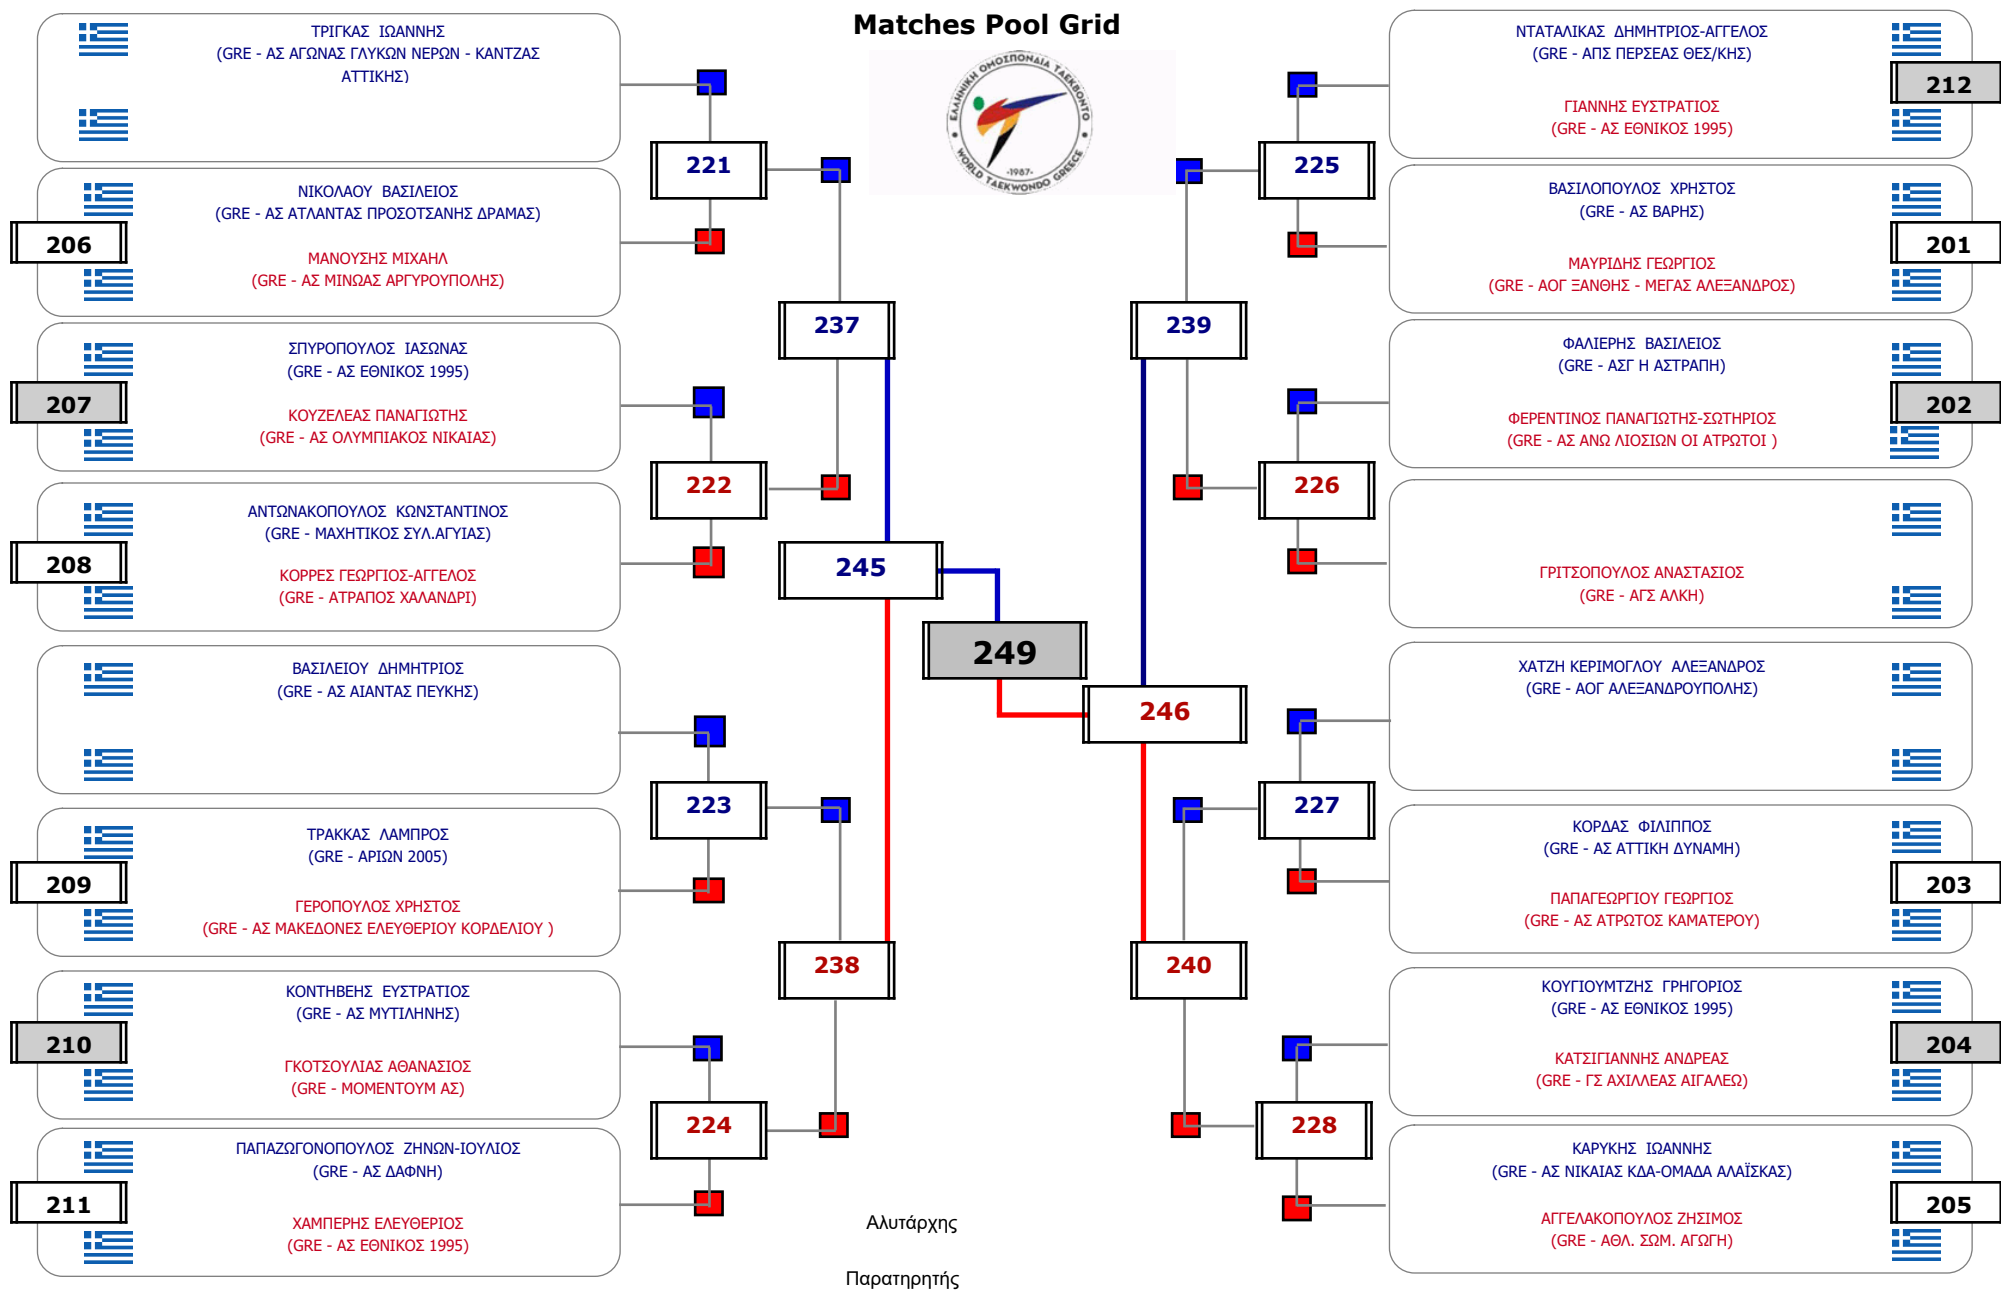 Matches Pool Grid
ΕΛΛΗΝΙΚΗ ΟΜΟΣΠΟΝΔΙΑ ΤΑΕΚΒΟΝΤΟ
WORLD TAEKWONDO GREECE
-1987-
ΤΡΙΓΚΑΣ ΙΩΑΝΝΗΣ
(GRE - ΑΣ ΑΓΩΝΑΣ ΓΛΥΚΩΝ ΝΕΡΩΝ - ΚΑΝΤΖΑΣ
ΑΤΤΙΚΗΣ)
221
ΝΙΚΟΛΑΟΥ ΒΑΣΙΛΕΙΟΣ
(GRE - ΑΣ ΑΤΛΑΝΤΑΣ ΠΡΟΣΟΤΣΑΝΗΣ ΔΡΑΜΑΣ)
206
ΜΑΝΟΥΣΗΣ ΜΙΧΑΗΛ
(GRE - ΑΣ ΜΙΝΩΑΣ ΑΡΓΥΡΟΥΠΟΛΗΣ)
237
ΣΠΥΡΟΠΟΥΛΟΣ ΙΑΣΩΝΑΣ
(GRE - ΑΣ ΕΘΝΙΚΟΣ 1995)
207
ΚΟΥΖΕΛΕΑΣ ΠΑΝΑΓΙΩΤΗΣ
(GRE - ΑΣ ΟΛΥΜΠΙΑΚΟΣ ΝΙΚΑΙΑΣ)
222
ΑΝΤΩΝΑΚΟΠΟΥΛΟΣ ΚΩΝΣΤΑΝΤΙΝΟΣ
(GRE - ΜΑΧΗΤΙΚΟΣ ΣΥΛ.ΑΓΥΙΑΣ)
208
ΚΟΡΡΕΣ ΓΕΩΡΓΙΟΣ-ΑΓΓΕΛΟΣ
(GRE - ΑΤΡΑΠΟΣ ΧΑΛΑΝΔΡΙ)
245
249
246
ΒΑΣΙΛΕΙΟΥ ΔΗΜΗΤΡΙΟΣ
(GRE - ΑΣ ΑΙΑΝΤΑΣ ΠΕΥΚΗΣ)
223
ΤΡΑΚΚΑΣ ΛΑΜΠΡΟΣ
(GRE - ΑΡΙΩΝ 2005)
209
ΓΕΡΟΠΟΥΛΟΣ ΧΡΗΣΤΟΣ
(GRE - ΑΣ ΜΑΚΕΔΟΝΕΣ ΕΛΕΥΘΕΡΙΟΥ ΚΟΡΔΕΛΙΟΥ )
238
ΚΟΝΤΗΒΕΗΣ ΕΥΣΤΡΑΤΙΟΣ
(GRE - ΑΣ ΜΥΤΙΛΗΝΗΣ)
210
ΓΚΟΤΣΟΥΛΙΑΣ ΑΘΑΝΑΣΙΟΣ
(GRE - ΜΟΜΕΝΤΟΥΜ ΑΣ)
224
ΠΑΠΑΖΩΓΟΝΟΠΟΥΛΟΣ ΖΗΝΩΝ-ΙΟΥΛΙΟΣ
(GRE - ΑΣ ΔΑΦΝΗ)
211
ΧΑΜΠΕΡΗΣ ΕΛΕΥΘΕΡΙΟΣ
(GRE - ΑΣ ΕΘΝΙΚΟΣ 1995)
ΝΤΑΤΑΛΙΚΑΣ ΔΗΜΗΤΡΙΟΣ-ΑΓΓΕΛΟΣ
(GRE - ΑΠΣ ΠΕΡΣΕΑΣ ΘΕΣ/ΚΗΣ)
212
ΓΙΑΝΝΗΣ ΕΥΣΤΡΑΤΙΟΣ
(GRE - ΑΣ ΕΘΝΙΚΟΣ 1995)
225
ΒΑΣΙΛΟΠΟΥΛΟΣ ΧΡΗΣΤΟΣ
(GRE - ΑΣ ΒΑΡΗΣ)
201
ΜΑΥΡΙΔΗΣ ΓΕΩΡΓΙΟΣ
(GRE - ΑΟΓ ΞΑΝΘΗΣ - ΜΕΓΑΣ ΑΛΕΞΑΝΔΡΟΣ)
239
ΦΑΛΙΕΡΗΣ ΒΑΣΙΛΕΙΟΣ
(GRE - ΑΣΓ Η ΑΣΤΡΑΠΗ)
202
ΦΕΡΕΝΤΙΝΟΣ ΠΑΝΑΓΙΩΤΗΣ-ΣΩΤΗΡΙΟΣ
(GRE - ΑΣ ΑΝΩ ΛΙΟΣΙΩΝ ΟΙ ΑΤΡΩΤΟΙ )
226
ΓΡΙΤΣΟΠΟΥΛΟΣ ΑΝΑΣΤΑΣΙΟΣ
(GRE - ΑΓΣ ΑΛΚΗ)
ΧΑΤΖΗ ΚΕΡΙΜΟΓΛΟΥ ΑΛΕΞΑΝΔΡΟΣ
(GRE - ΑΟΓ ΑΛΕΞΑΝΔΡΟΥΠΟΛΗΣ)
227
ΚΟΡΔΑΣ ΦΙΛΙΠΠΟΣ
(GRE - ΑΣ ΑΤΤΙΚΗ ΔΥΝΑΜΗ)
203
ΠΑΠΑΓΕΩΡΓΙΟΥ ΓΕΩΡΓΙΟΣ
(GRE - ΑΣ ΑΤΡΩΤΟΣ ΚΑΜΑΤΕΡΟΥ)
240
ΚΟΥΓΙΟΥΜΤΖΗΣ ΓΡΗΓΟΡΙΟΣ
(GRE - ΑΣ ΕΘΝΙΚΟΣ 1995)
204
ΚΑΤΣΙΓΙΑΝΝΗΣ ΑΝΔΡΕΑΣ
(GRE - ΓΣ ΑΧΙΛΛΕΑΣ ΑΙΓΑΛΕΩ)
228
ΚΑΡΥΚΗΣ ΙΩΑΝΝΗΣ
(GRE - ΑΣ ΝΙΚΑΙΑΣ ΚΔΑ-ΟΜΑΔΑ ΑΛΑΪΣΚΑΣ)
205
ΑΓΓΕΛΑΚΟΠΟΥΛΟΣ ΖΗΣΙΜΟΣ
(GRE - ΑΘΛ. ΣΩΜ. ΑΓΩΓΗ)
Αλυτάρχης
Παρατηρητής